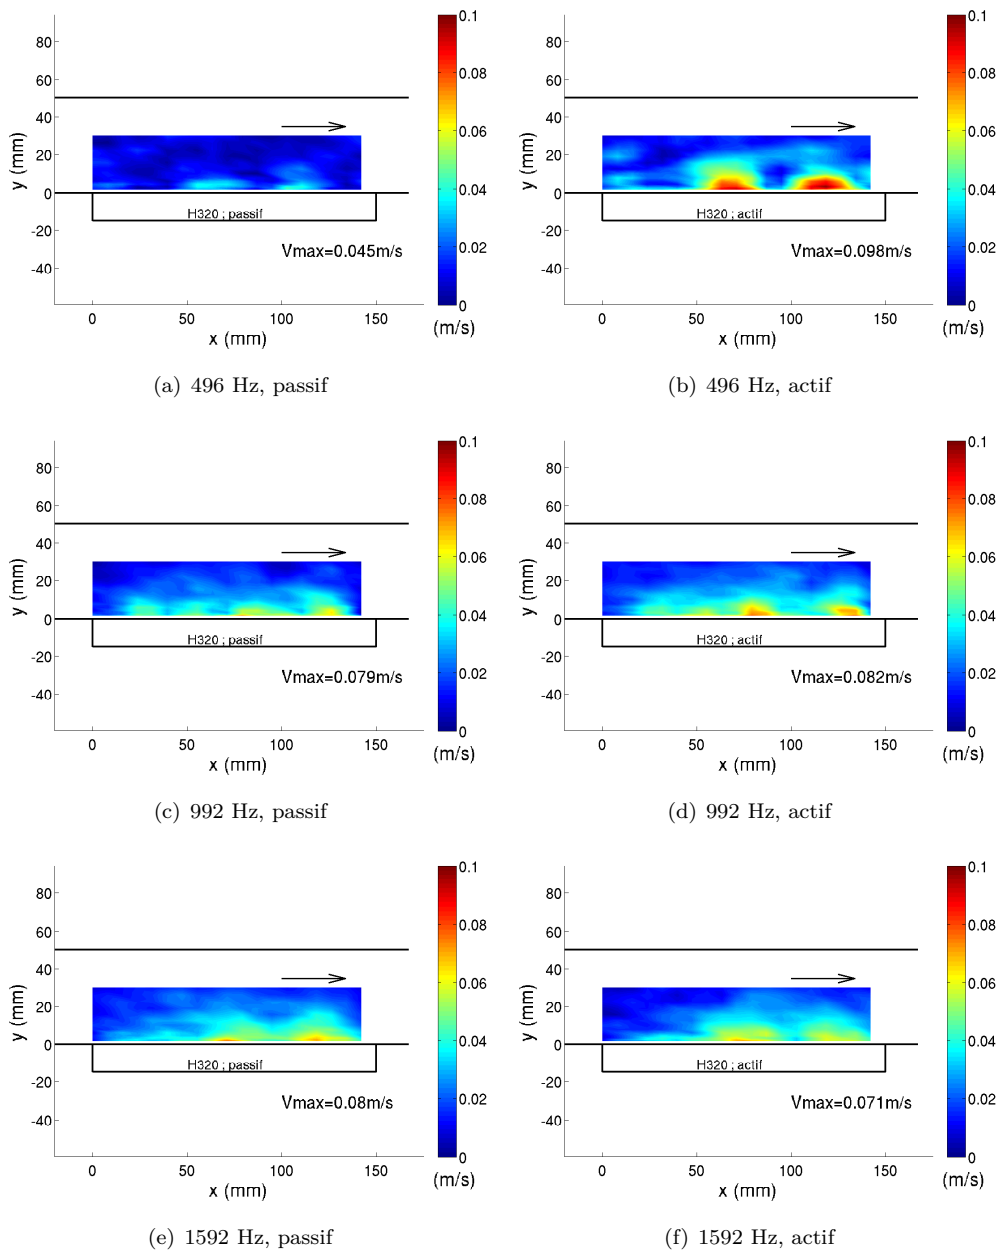 80
60
40
20
0
-20
-40
y (mm)
H320 ; passif
Vmax=0.045m/s
0 50 100 150
x (mm)
0.1
0.08
0.06
0.04
0.02
0
(m/s)
(a) 496 Hz, passif
80
60
40
20
0
-20
-40
y (mm)
H320 ; actif
Vmax=0.098m/s
0 50 100 150
x (mm)
0.1
0.08
0.06
0.04
0.02
0
(m/s)
(b) 496 Hz, actif
80
60
40
20
0
-20
-40
y (mm)
H320 ; passif
Vmax=0.079m/s
0 50 100 150
x (mm)
0.1
0.08
0.06
0.04
0.02
0
(m/s)
(c) 992 Hz, passif
80
60
40
20
0
-20
-40
y (mm)
H320 ; actif
Vmax=0.082m/s
0 50 100 150
x (mm)
0.1
0.08
0.06
0.04
0.02
0
(m/s)
(d) 992 Hz, actif
80
60
40
20
0
-20
-40
y (mm)
H320 ; passif
Vmax=0.08m/s
0 50 100 150
x (mm)
0.1
0.08
0.06
0.04
0.02
0
(m/s)
(e) 1592 Hz, passif
80
60
40
20
0
-20
-40
y (mm)
H320 ; actif
Vmax=0.071m/s
0 50 100 150
x (mm)
0.1
0.08
0.06
0.04
0.02
0
(m/s)
(f) 1592 Hz, actif